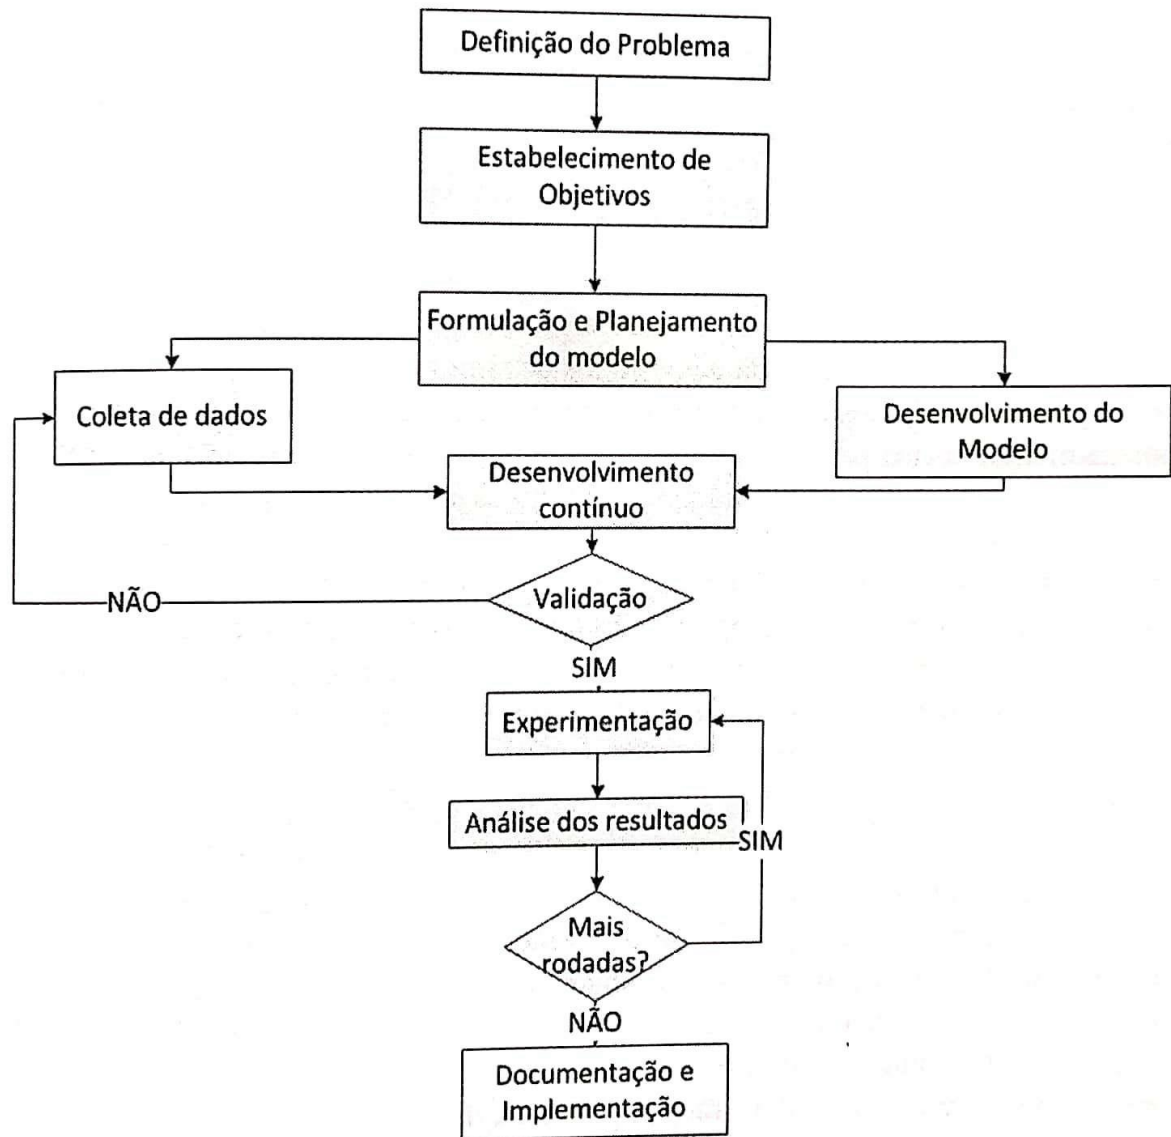 Definição do Problema
Estabelecimento de
Objetivos
Formulação e Planejamento
do modelo
Coleta de dados
Desenvolvimento do
Modelo
Desenvolvimento
contínuo
Validação
NÃO
SIM
Experimentação
Análise dos resultados
SIM
Mais
rodadas?
NÃO
Documentação e
Implementação